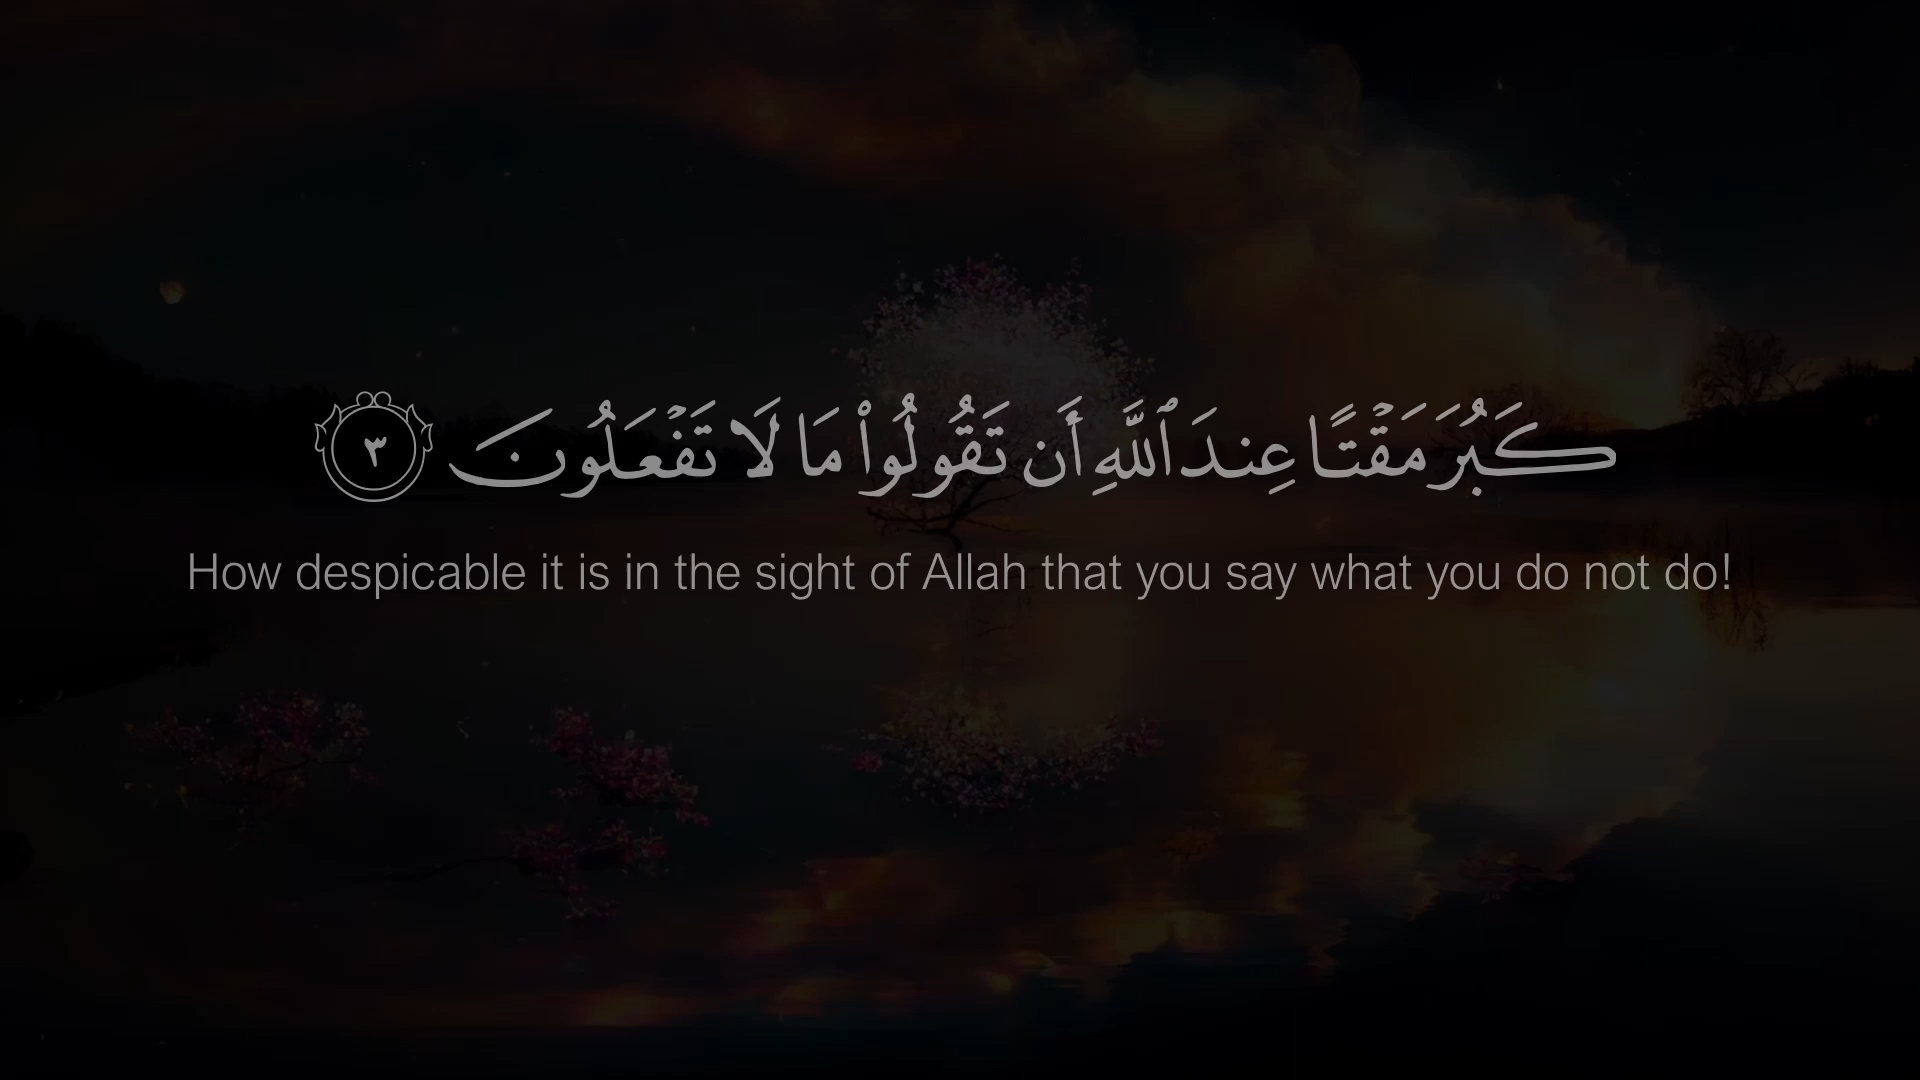 كَبُرَ مَقْتًا عِندَ ٱللَّهِ أَن تَقُولُوا۟ مَا لَا تَفْعَلُونَ ٣
How despicable it is in the sight of Allah that you say what you do not do!